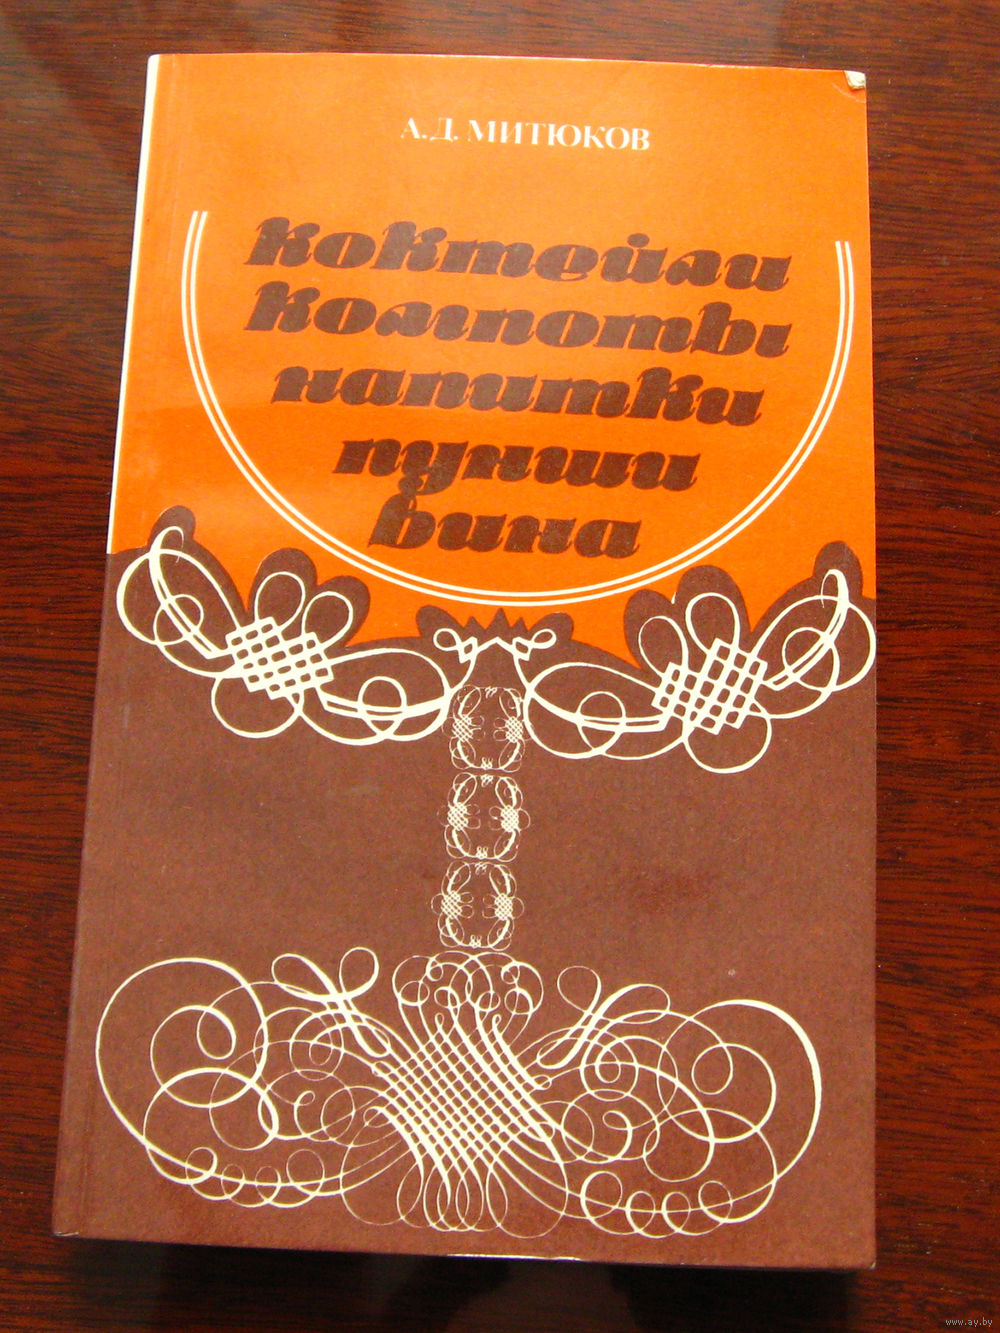 А.Д. МИТЮКОВ
коктейли
компоты
напитки
пунши
вина
www.ay.by